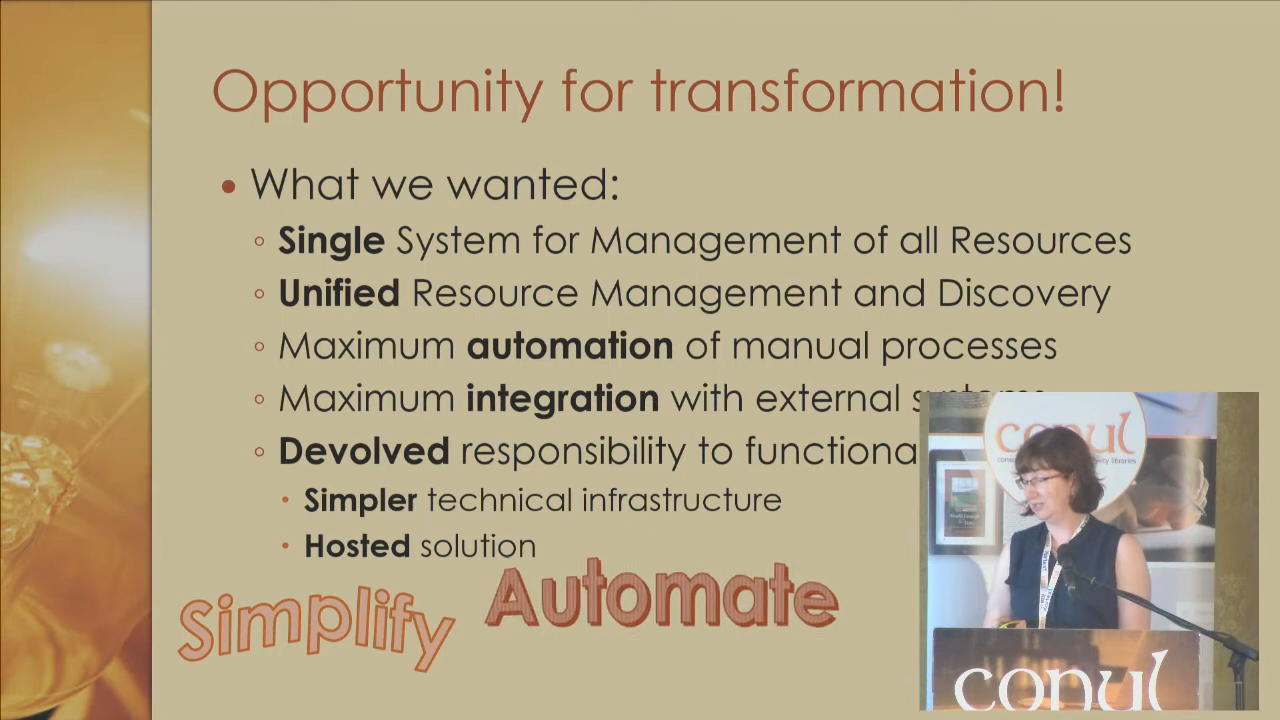 Opportunity for transformation!
What we wanted:
Single System for Management of all Resources
Unified Resource Management and Discovery
Maximum automation of manual processes
Maximum integration with external systems
Devolved responsibility to functiona
Simpler technical infrastructure
Hosted solution
Simplify
Automate
conul
conul